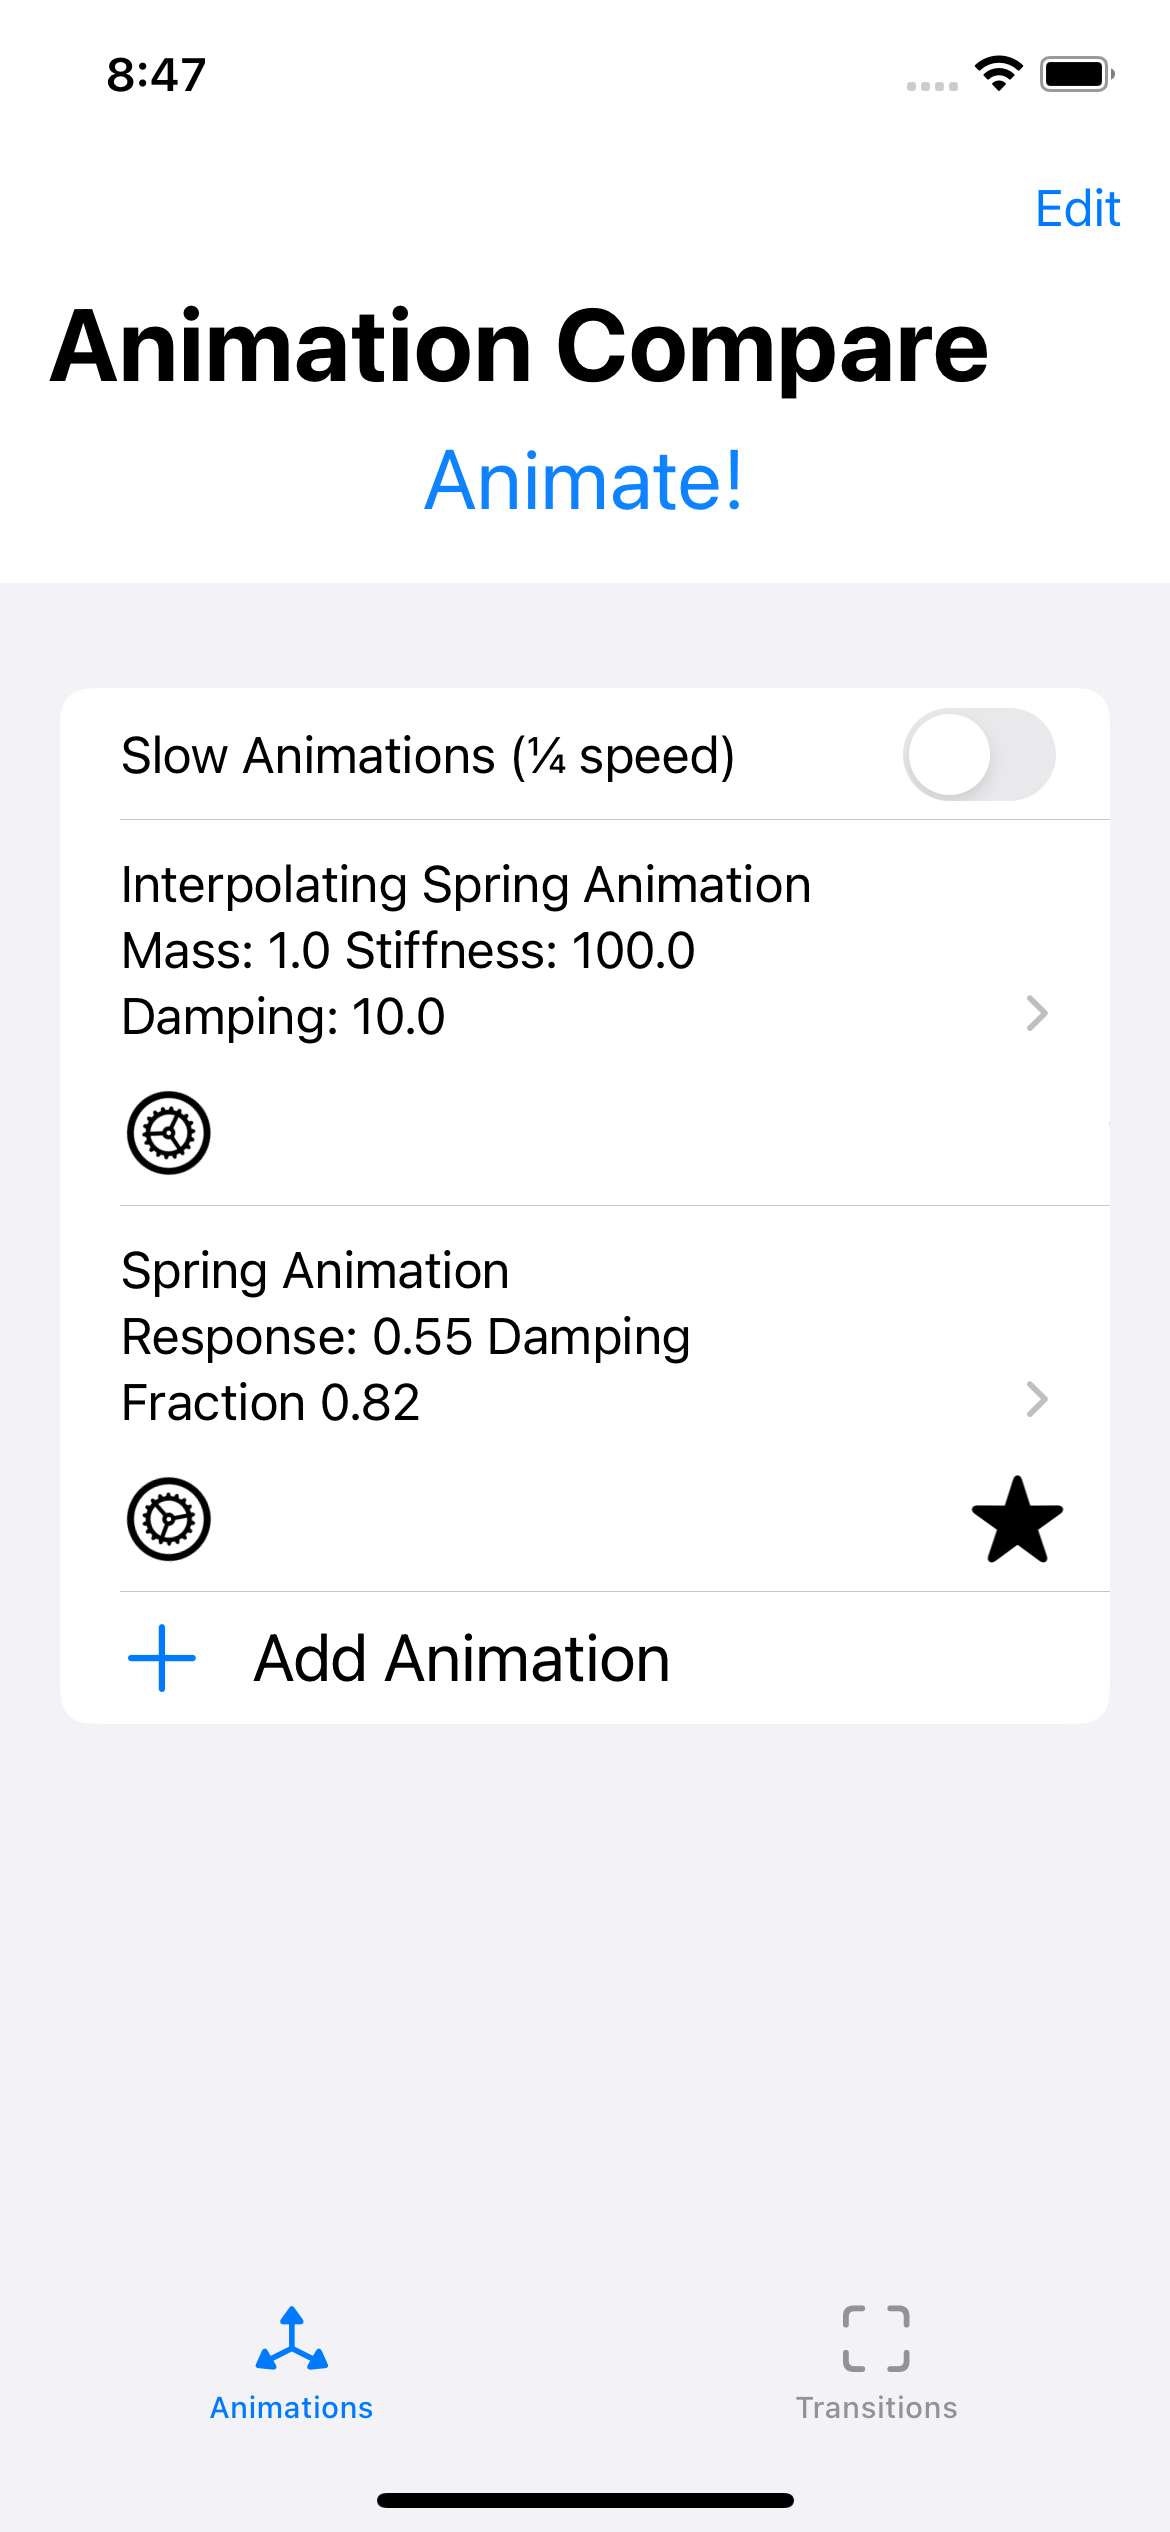 8:47
Edit
Animation Compare
Animate!
Slow Animations (¼ speed)
Interpolating Spring Animation
Mass: 1.0 Stiffness: 100.0
Damping: 10.0
Spring Animation
Response: 0.55 Damping
Fraction 0.82
Add Animation
Animations
Transitions